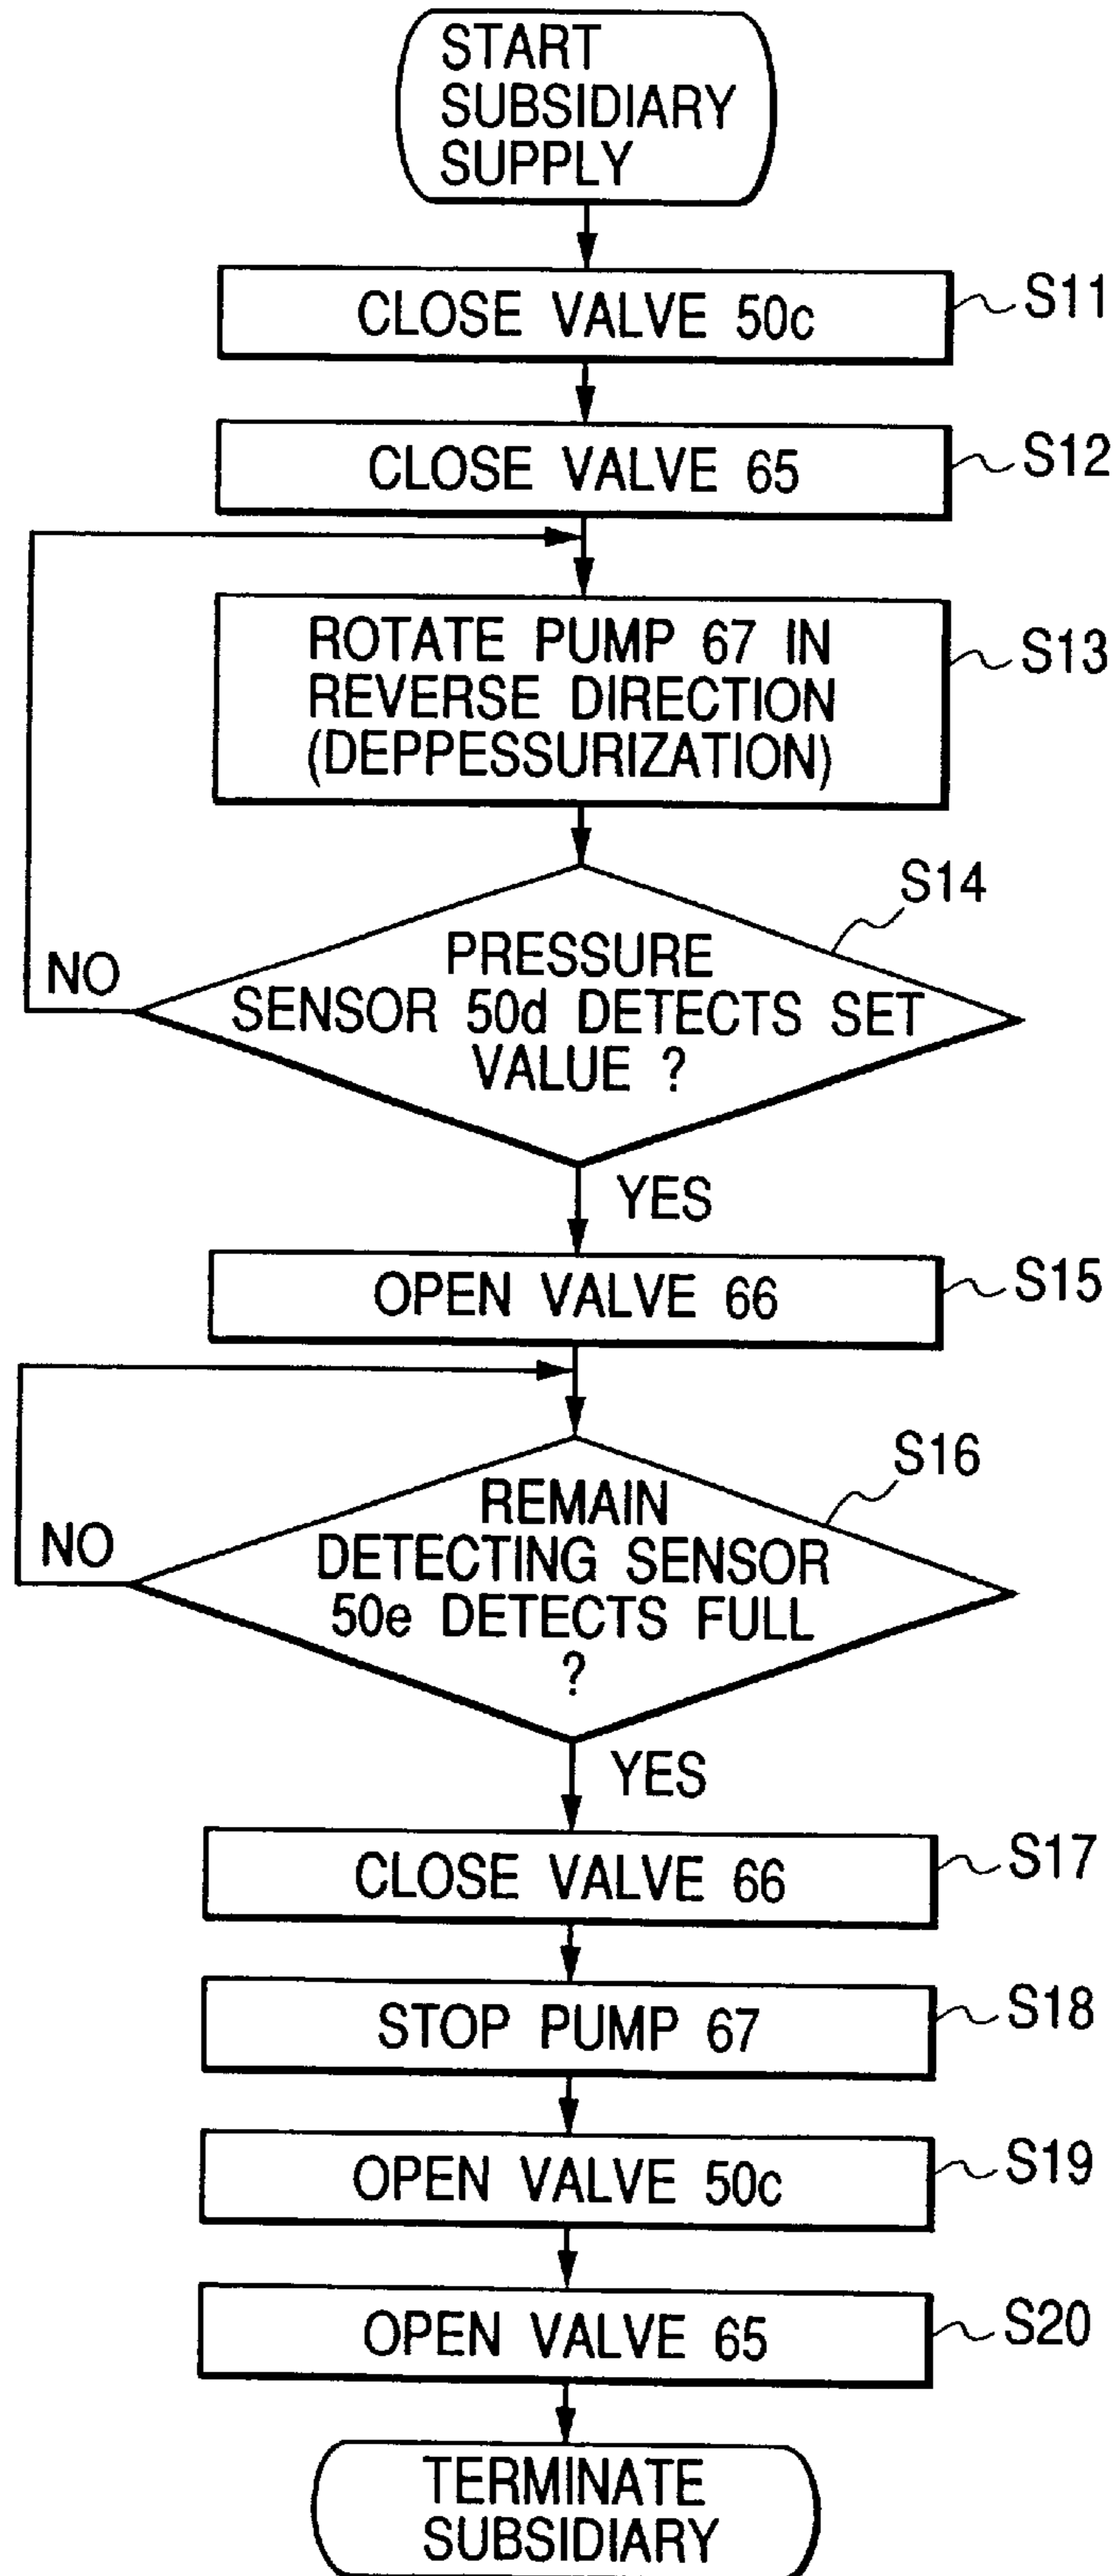 START
SUBSIDIARY
SUPPLY
CLOSE VALVE 50c
S11
CLOSE VALVE 65
S12
ROTATE PUMP 67 IN
REVERSE DIRECTION
(DEPPESSURIZATION)
S13
S14
PRESSURE
SENSOR 50d DETECTS SET
VALUE ?
NO
YES
OPEN VALVE 66
S15
S16
REMAIN
DETECTING SENSOR
50e DETECTS FULL
?
NO
YES
CLOSE VALVE 66
S17
STOP PUMP 67
S18
OPEN VALVE 50c
S19
OPEN VALVE 65
S20
TERMINATE
SUBSIDIARY